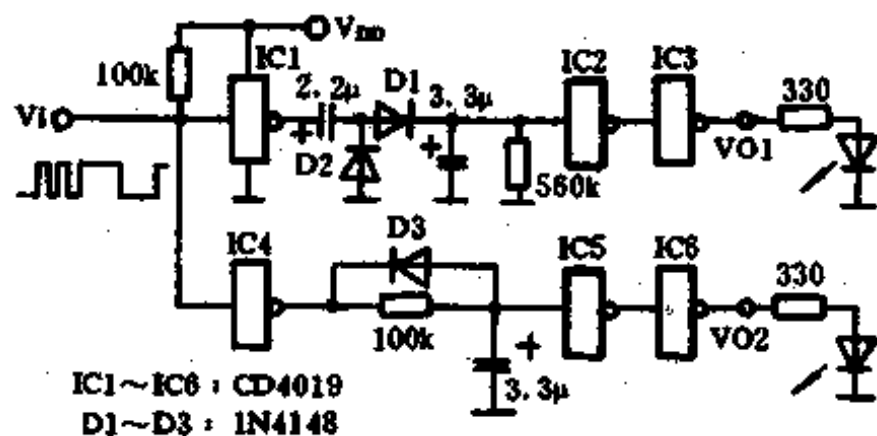 VDD
IC1
100k
2.2μ
D1
3.3μ
IC2
IC3
330
Vi
VO1
D2
560k
D3
IC4
IC5
IC6
330
100k
VO2
3.3μ
IC1～IC6：CD4019
D1～D3：1N4148